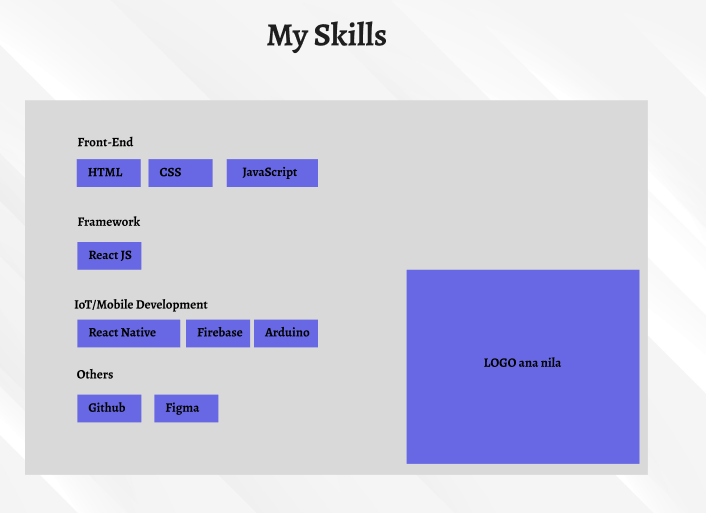 My Skills
Front-End
HTML
CSS
JavaScript
Framework
React JS
IoT/Mobile Development
React Native
Firebase
Arduino
Others
Github
Figma
LOGO ana nila